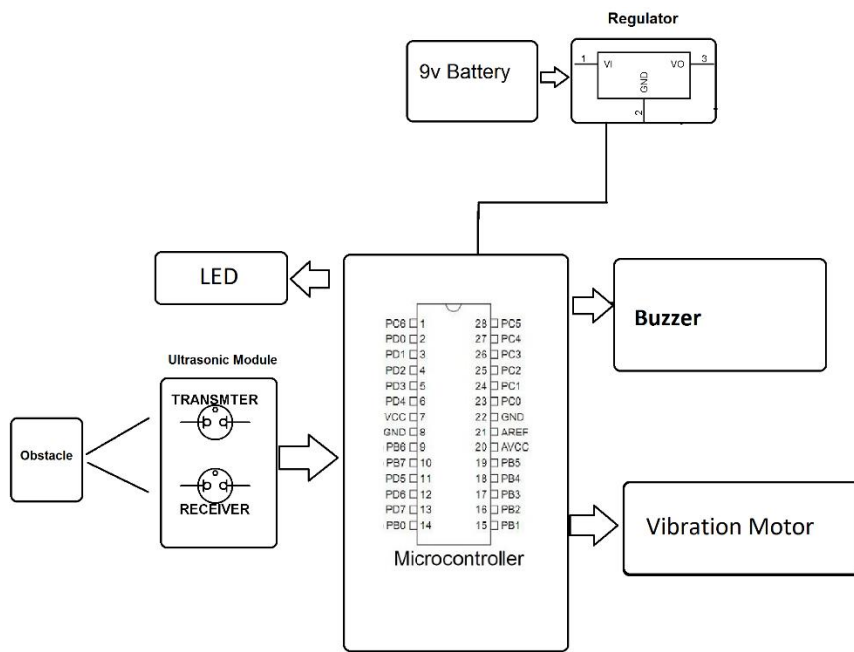 Regulator
9v Battery
1 VI VO 3
GND
2
LED
Buzzer
Ultrasonic Module
TRANSMTER
RECEIVER
Obstacle
PC6 1 28 PC5
PD0 2 27 PC4
PD1 3 26 PC3
PD2 4 25 PC2
PD3 5 24 PC1
PD4 6 23 PC0
VCC 7 22 GND
GND 8 21 AREF
PB6 9 20 AVCC
PB7 10 19 PB5
PD5 11 18 PB4
PD6 12 17 PB3
PD7 13 16 PB2
PB0 14 15 PB1
Microcontroller
Vibration Motor